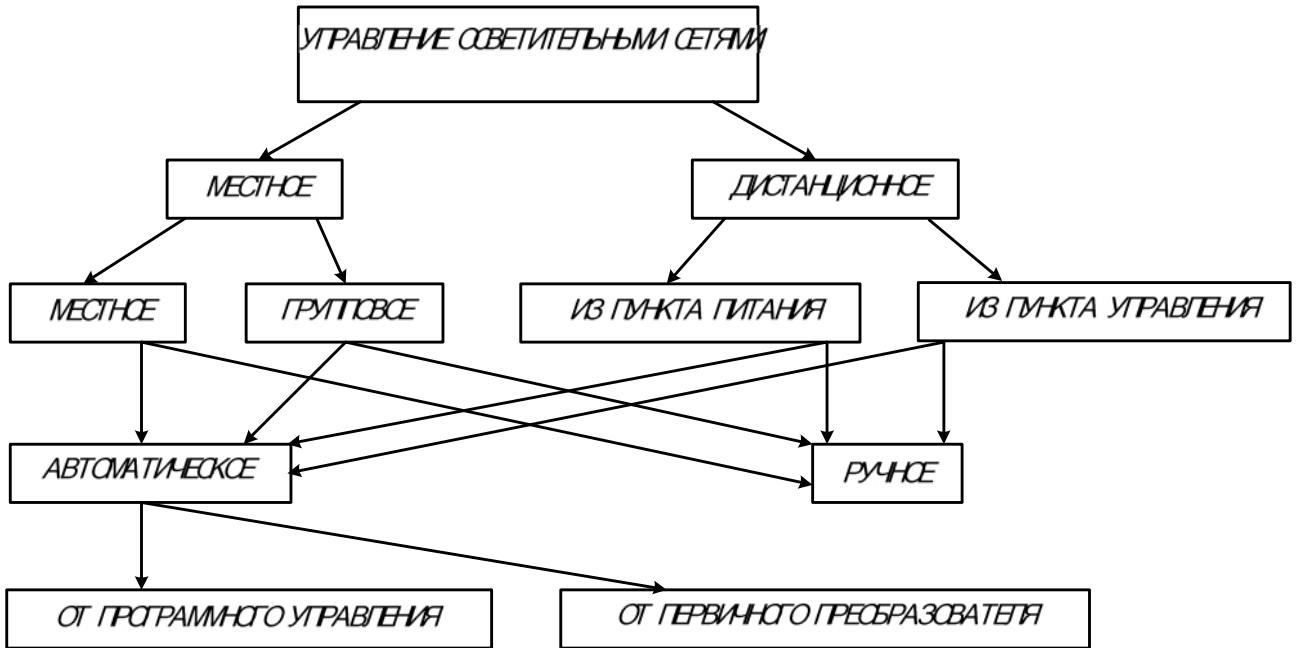 УПРАВЛЕНИЕ ОСВЕТИТЕЛЬНЫМИ СЕТЯМИ
МЕСТНОЕ
ДИСТАНЦИОННОЕ
МЕСТНОЕ
ГРУППОВОЕ
ИЗ ПУНКТА ПИТАНИЯ
ИЗ ПУНКТА УПРАВЛЕНИЯ
АВТОМАТИЧЕСКОЕ
РУЧНОЕ
ОТ ПРОГРАММНОГО УПРАВЛЕНИЯ
ОТ ПЕРВИЧНОГО ПРЕОБРАЗОВАТЕЛЯ